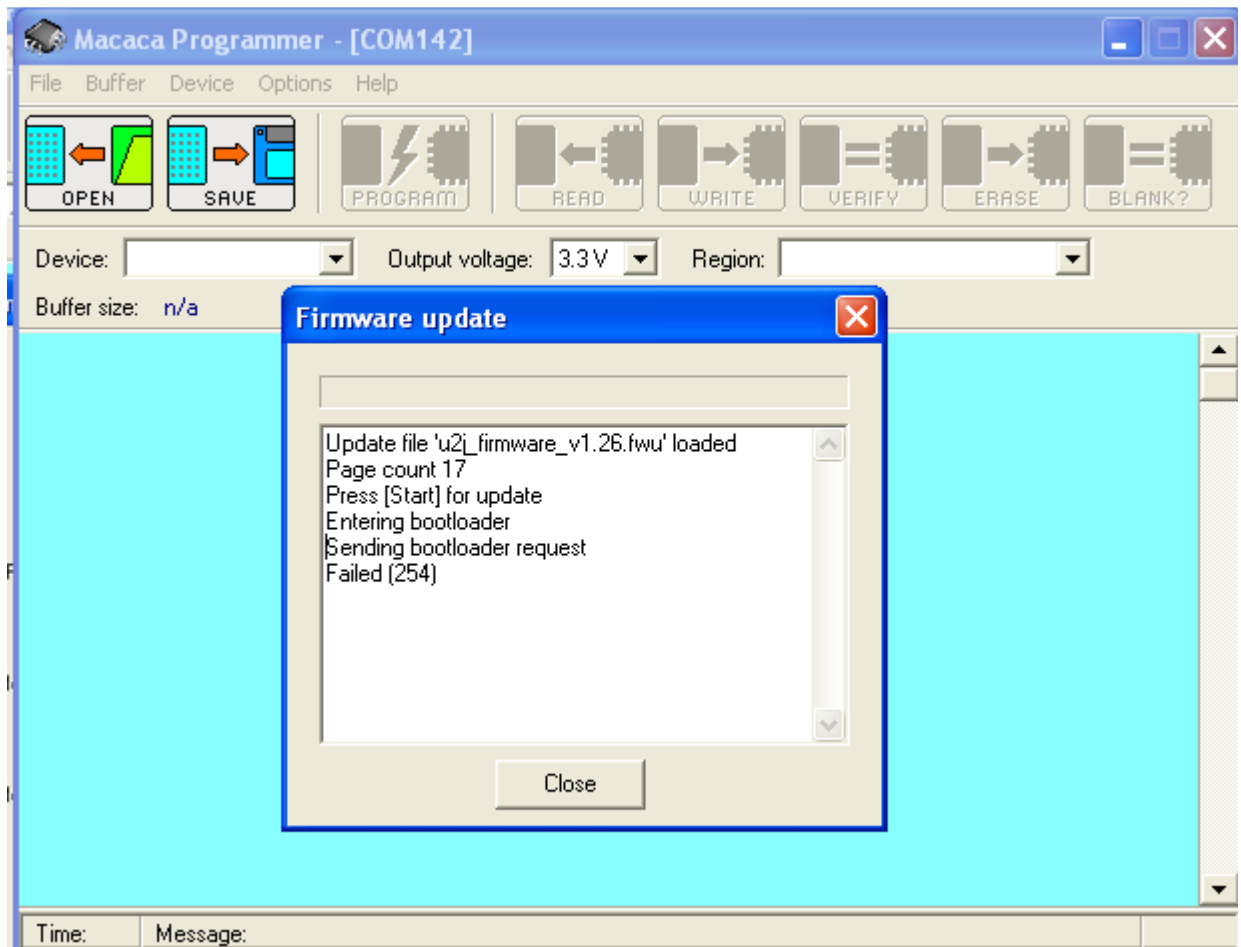 Macaca Programmer - [COM142]
File Buffer Device Options Help
OPEN SAVE PROGRAM READ WRITE VERIFY ERASE BLANK?
Device: Output voltage: 3.3 V Region:
Buffer size: n/a
Firmware update
Update file 'u2j_firmware_v1.26.fwu' loaded
Page count 17
Press [Start] for update
Entering bootloader
Sending bootloader request
Failed (254)
Close
Time: Message: